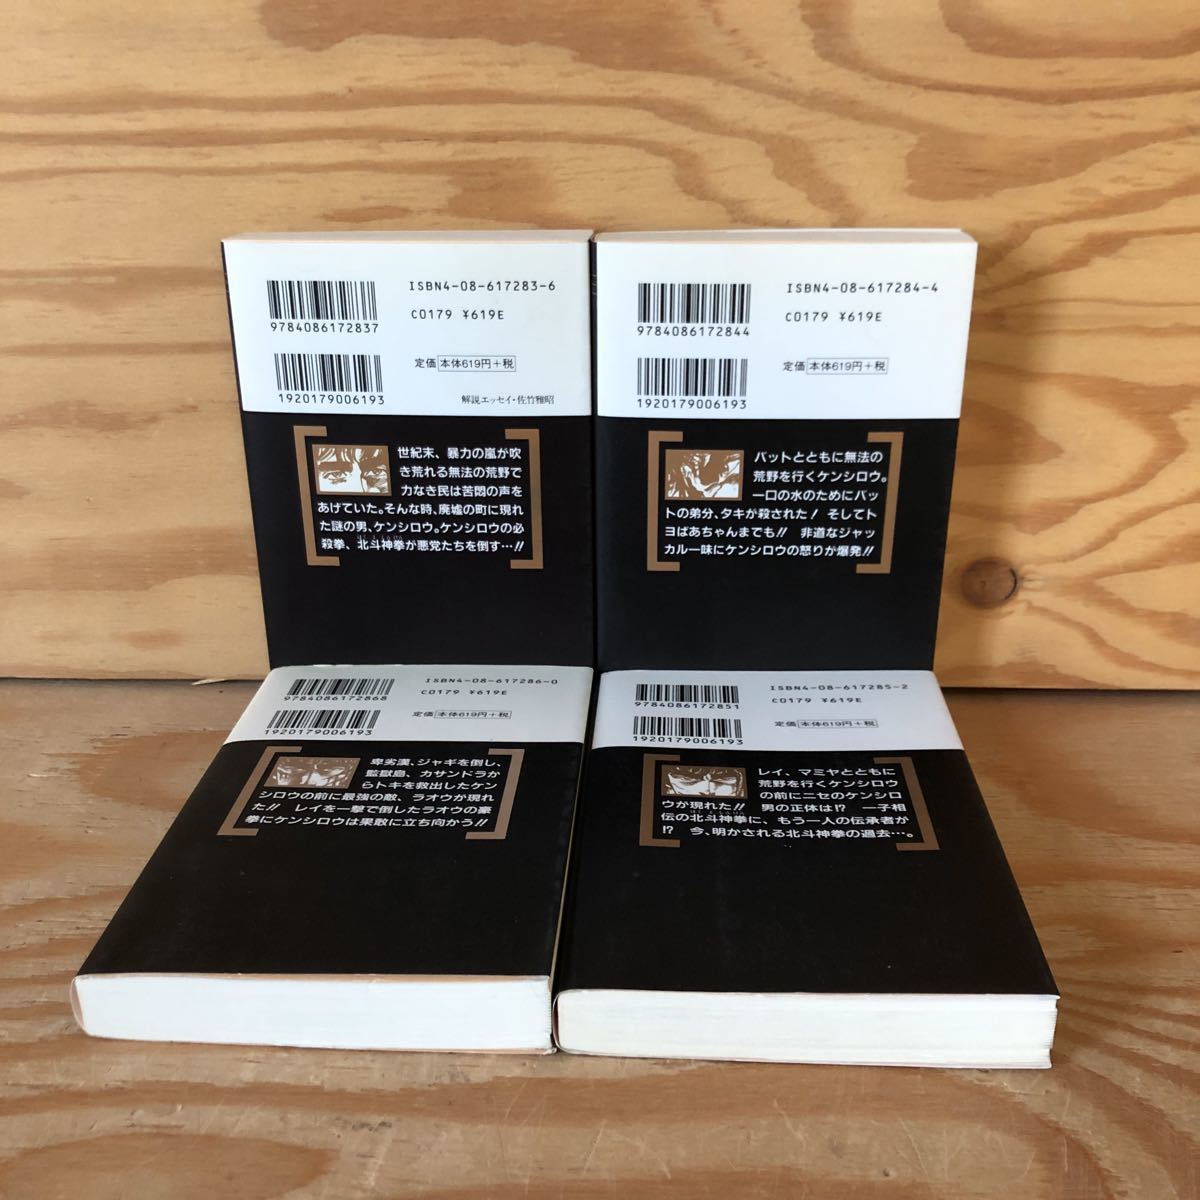 ISBN4-08-617283-6
9784086172837
C0179 ¥619E
定価 本体619円+税
1920179006193
解説エッセイ・佐竹雅昭
世紀末、暴力の嵐が吹
き荒れる無法の荒野で
力なき民は苦悶の声を
あげていた。そんな時、廃墟の町に現れ
た謎の男、ケンシロウ。ケンシロウの必
殺拳、北斗神拳が悪党たちを倒す…!!
ISBN4-08-617284-4
9784086172844
C0179 ¥619E
定価 本体619円+税
1920179006193
バットとともに無法の
荒野を行くケンシロウ。
一口の水のためにバッ
トの弟分、タキが殺された! そしてト
ヨばあちゃんまでも!! 非道なジャッ
カル一味にケンシロウの怒りが爆発!!
ISBN4-08-617286-0
9784086172868
C0179 ¥619E
定価 本体619円+税
1920179006193
卑劣漢、ジャギを倒し、
監獄島、カサンドラか
らトキを救出したケン
シロウの前に最強の敵、ラオウが現れ
た!! レイを一撃で倒したラオウの豪
拳にケンシロウは果敢に立ち向かう!!
ISBN4-08-617285-2
9784086172851
C0179 ¥619E
定価 本体619円+税
1920179006193
レイ、マミヤとともに
荒野を行くケンシロウ
の前にニセのケンシロ
ウが現れた!! 男の正体は!? 一子相
伝の北斗神拳に、もう一人の伝承者が
!? 今、明かされる北斗神拳の過去…。